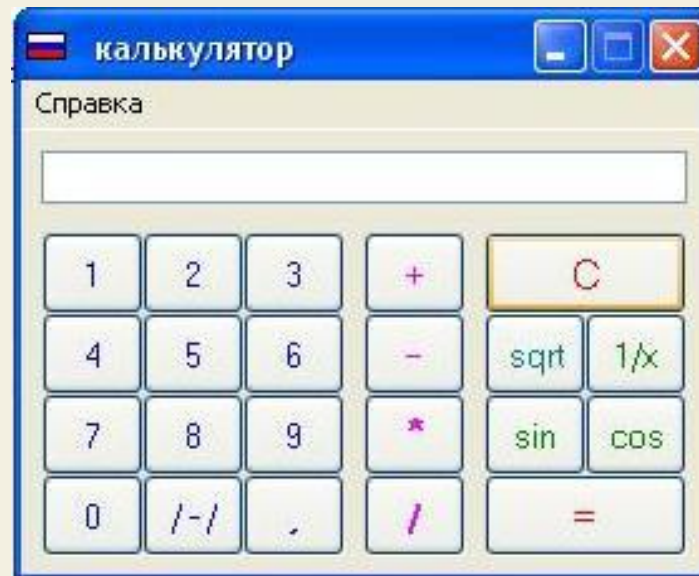 калькулятор
Справка
1 2 3 + C
4 5 6 - sqrt 1/x
7 8 9 * sin cos
0 /-/ , / =